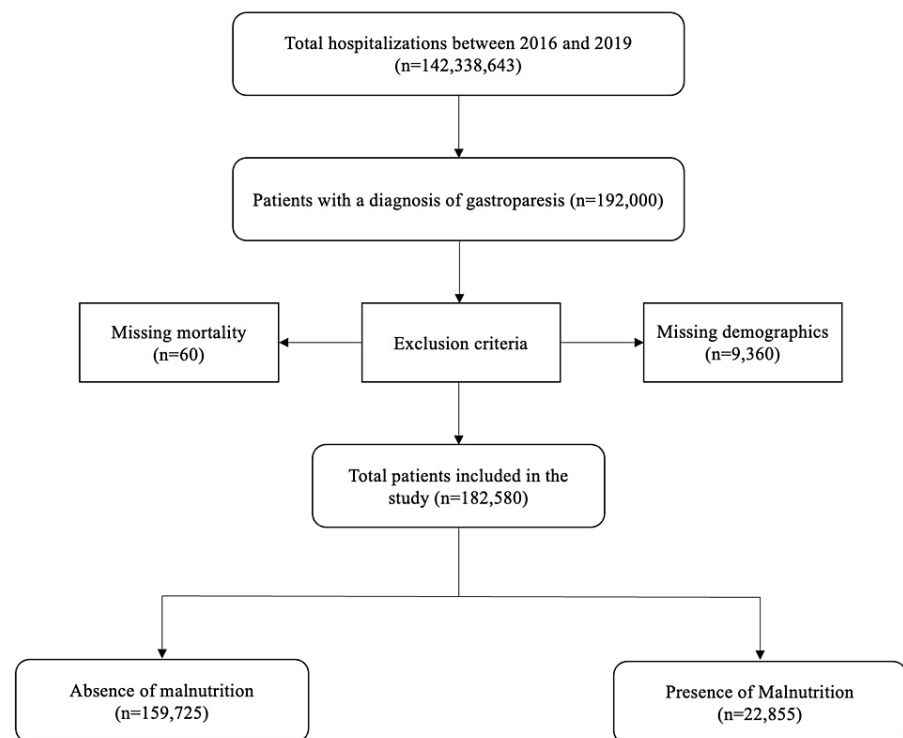 Total hospitalizations between 2016 and 2019
(n=142,338,643)
Patients with a diagnosis of gastroparesis (n=192,000)
Missing mortality
(n=60)
Exclusion criteria
Missing demographics
(n=9,360)
Total patients included in the
study (n=182,580)
Absence of malnutrition
(n=159,725)
Presence of Malnutrition
(n=22,855)